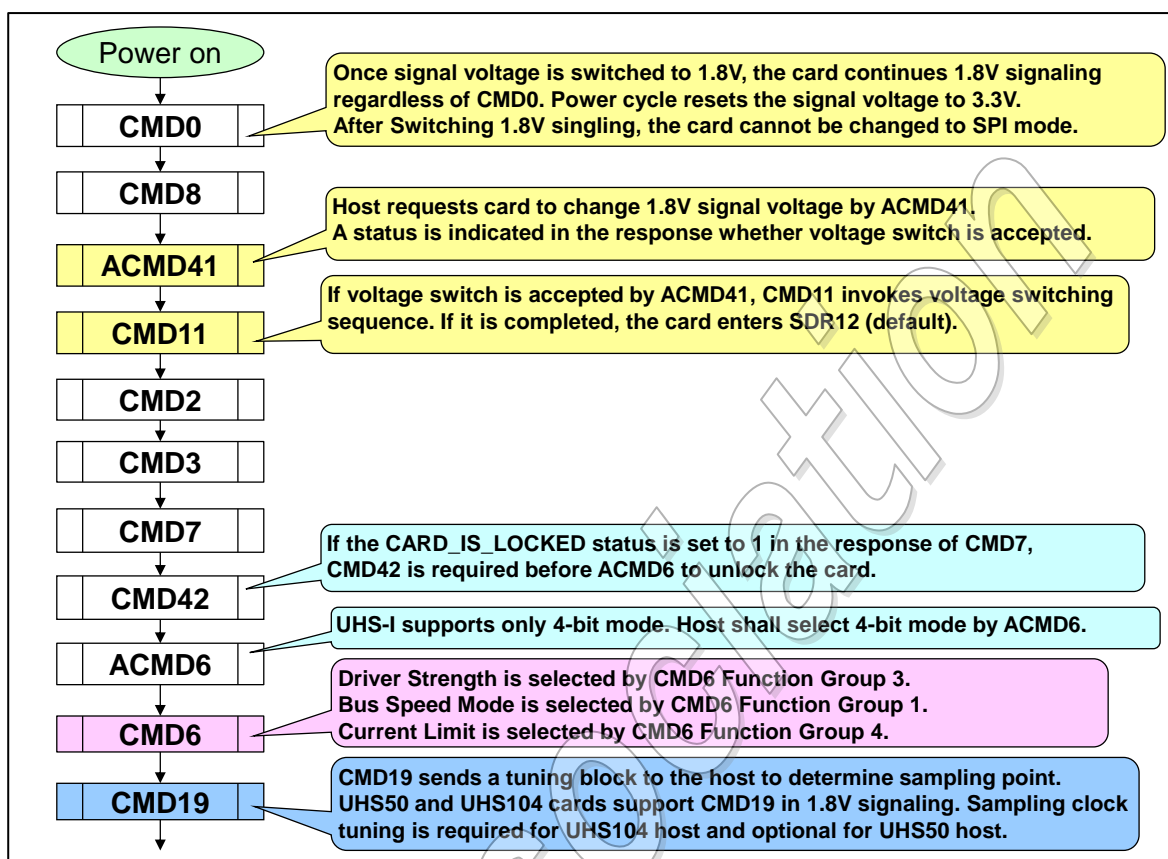 Power on
Once signal voltage is switched to 1.8V, the card continues 1.8V signaling
regardless of CMD0. Power cycle resets the signal voltage to 3.3V.
After Switching 1.8V singling, the card cannot be changed to SPI mode.
CMD0
CMD8
Host requests card to change 1.8V signal voltage by ACMD41.
A status is indicated in the response whether voltage switch is accepted.
ACMD41
If voltage switch is accepted by ACMD41, CMD11 invokes voltage switching
sequence. If it is completed, the card enters SDR12 (default).
CMD11
CMD2
CMD3
CMD7
If the CARD_IS_LOCKED status is set to 1 in the response of CMD7,
CMD42 is required before ACMD6 to unlock the card.
CMD42
UHS-I supports only 4-bit mode. Host shall select 4-bit mode by ACMD6.
ACMD6
Driver Strength is selected by CMD6 Function Group 3.
Bus Speed Mode is selected by CMD6 Function Group 1.
Current Limit is selected by CMD6 Function Group 4.
CMD6
CMD19 sends a tuning block to the host to determine sampling point.
UHS50 and UHS104 cards support CMD19 in 1.8V signaling. Sampling clock
tuning is required for UHS104 host and optional for UHS50 host.
CMD19
ociation